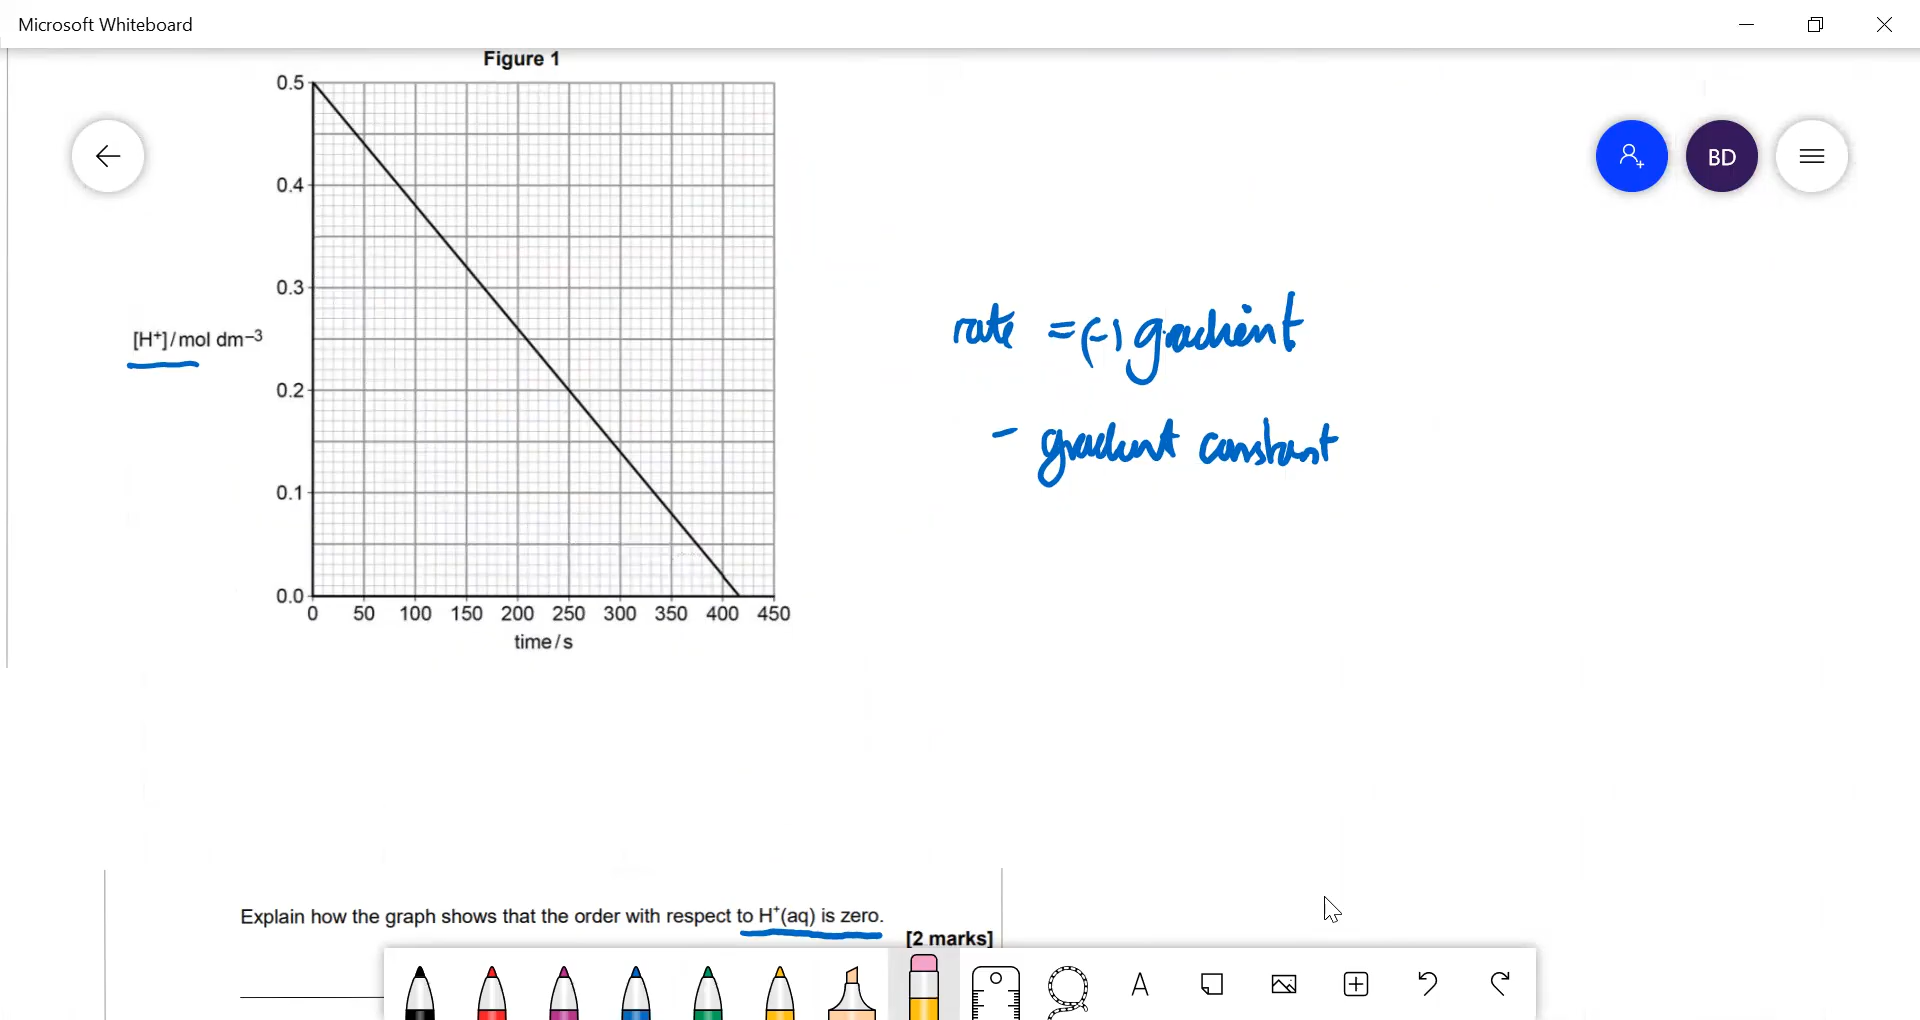 Microsoft Whiteboard
Figure 1
0.5
0.4
0.3
[H⁺]/mol dm⁻³
0.2
0.1
0.0
0 50 100 150 200 250 300 350 400 450
time/s
rate = (-) gradient
- gradient constant
BD
Explain how the graph shows that the order with respect to H⁺(aq) is zero.
[2 marks]
A